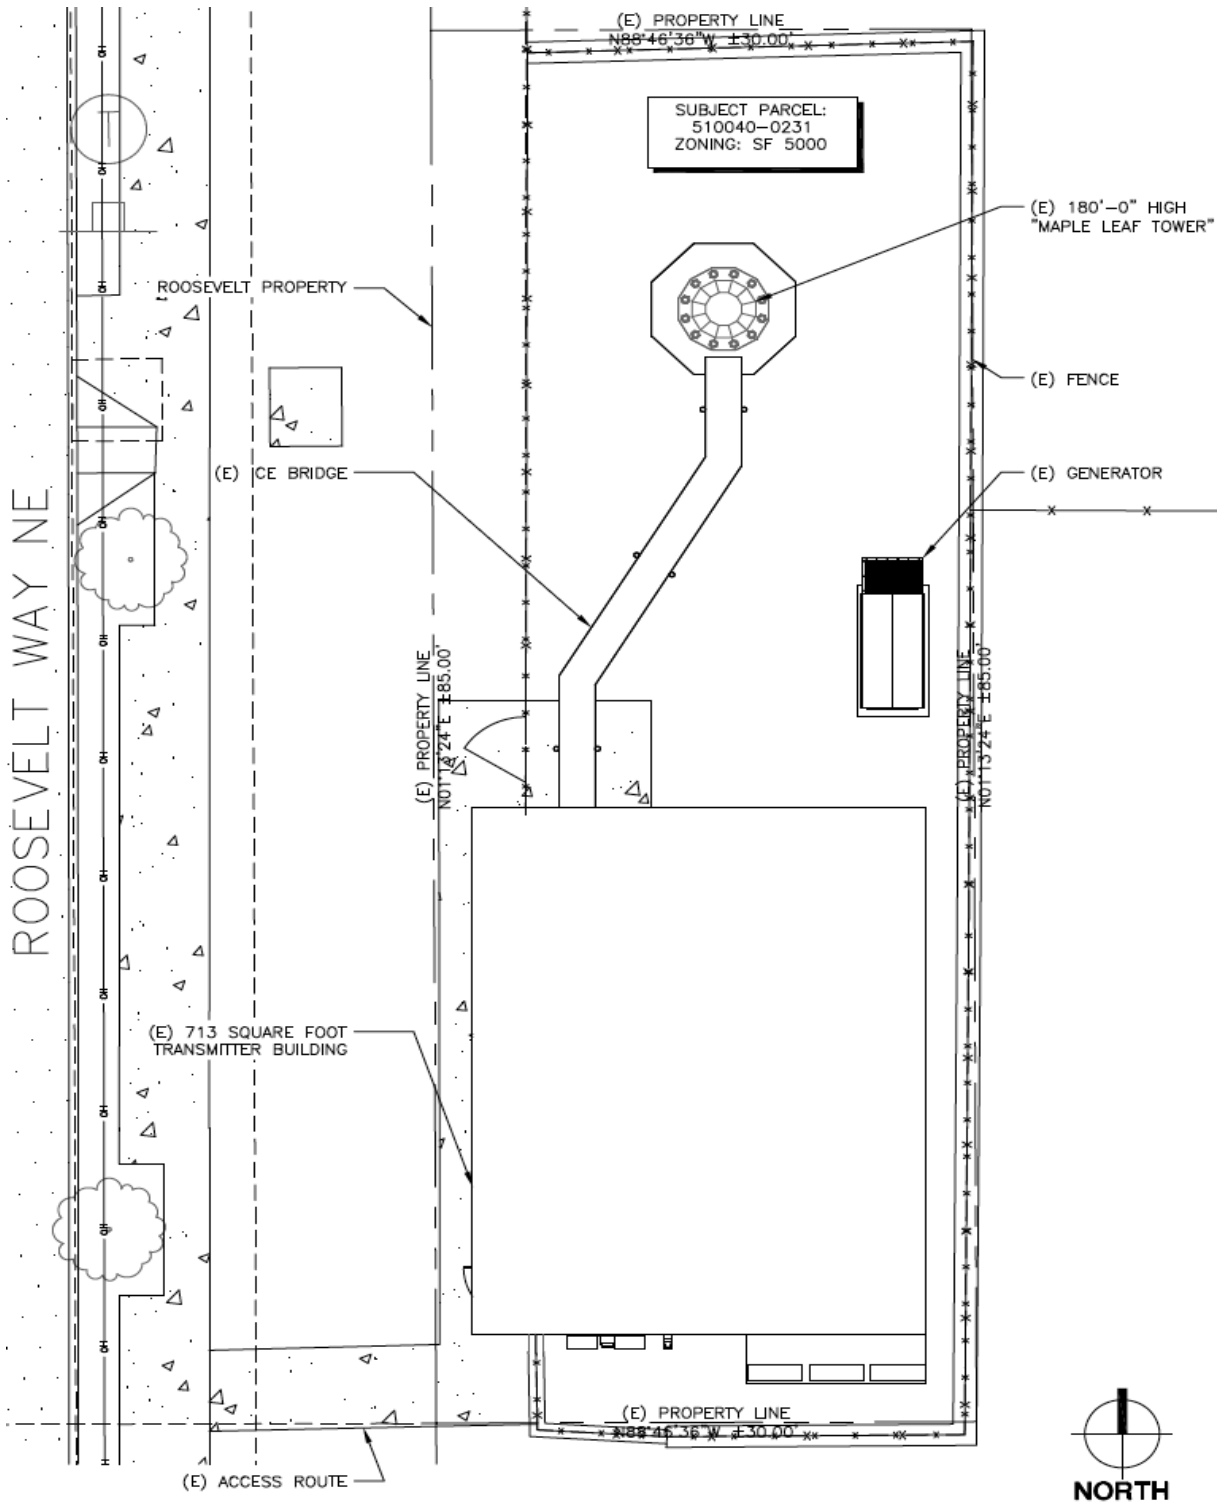 (E) PROPERTY LINE
N88°46'36"W ±30.00'
SUBJECT PARCEL:
510040-0231
ZONING: SF 5000
(E) 180'-0" HIGH
"MAPLE LEAF TOWER"
ROOSEVELT PROPERTY
(E) FENCE
(E) CE BRIDGE
(E) GENERATOR
ROOSEVELT WAY NE
(E) PROPERTY LINE
N01°13'24"E ±85.00'
(E) PROPERTY LINE
N01°13'24"E ±85.00'
(E) 713 SQUARE FOOT
TRANSMITTER BUILDING
(E) PROPERTY LINE
N88°46'36"W ±30.00'
(E) ACCESS ROUTE
NORTH